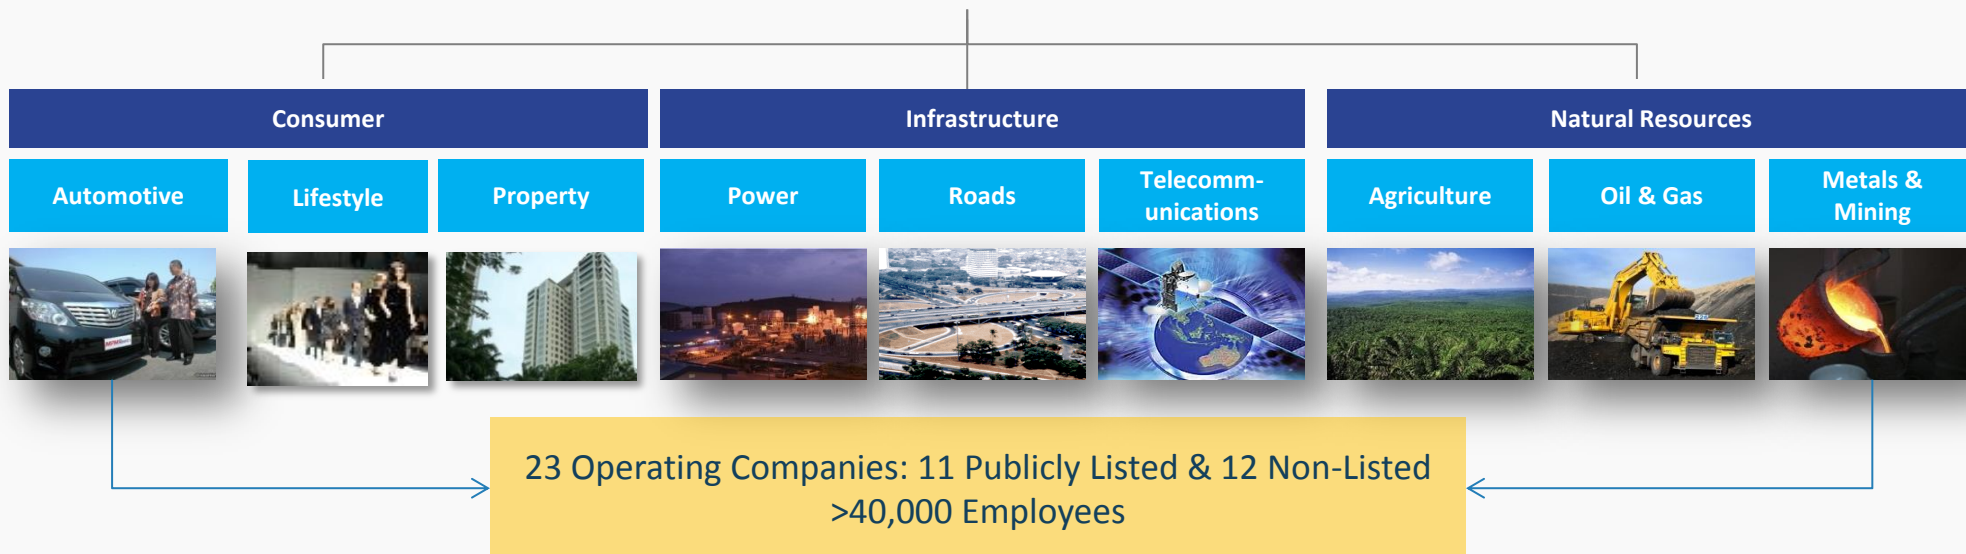 Consumer
Infrastructure
Natural Resources
Automotive
Lifestyle
Property
Power
Roads
Telecomm-
unications
Agriculture
Oil & Gas
Metals &
Mining
23 Operating Companies: 11 Publicly Listed & 12 Non-Listed
>40,000 Employees